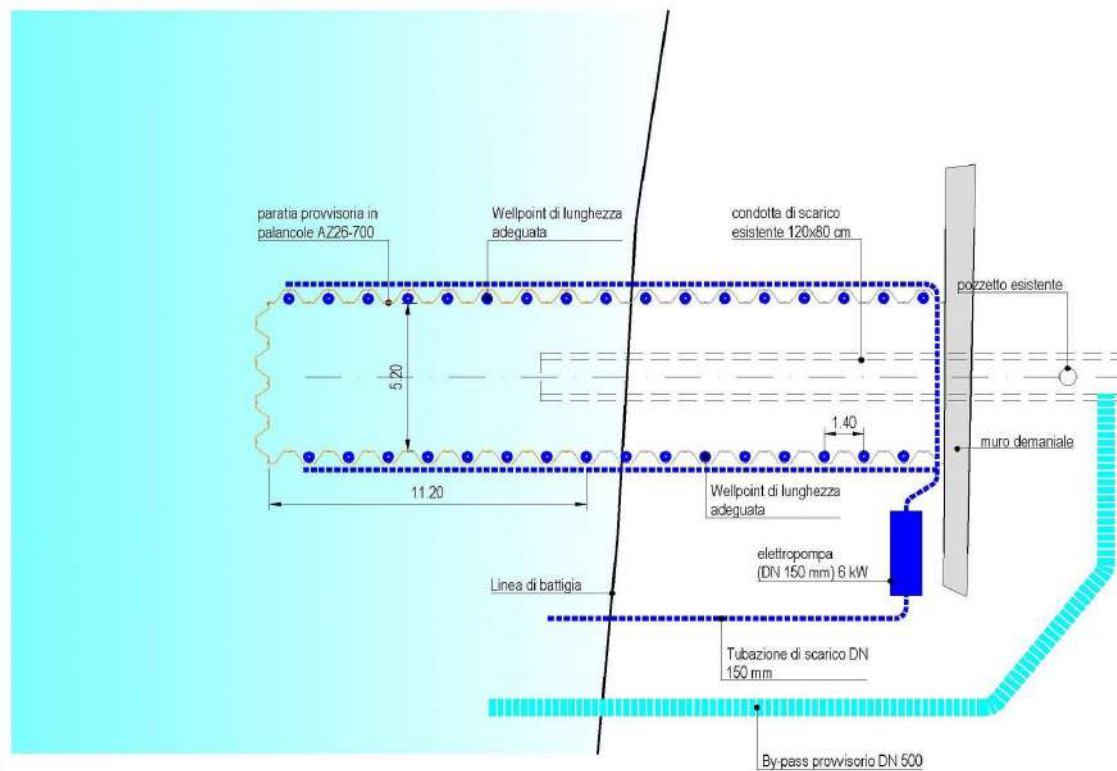 paratia provvisoria in
palancole AZ26-700
Wellpoint di lunghezza
adeguata
condotta di scarico
esistente 120x80 cm
pozzetto esistente
5.20
1.40
muro demaniale
11.20
Wellpoint di lunghezza
adeguata
elettropompa
(DN 150 mm) 6 kW
Linea di battigia
Tubazione di scarico DN
150 mm
By-pass provvisorio DN 500